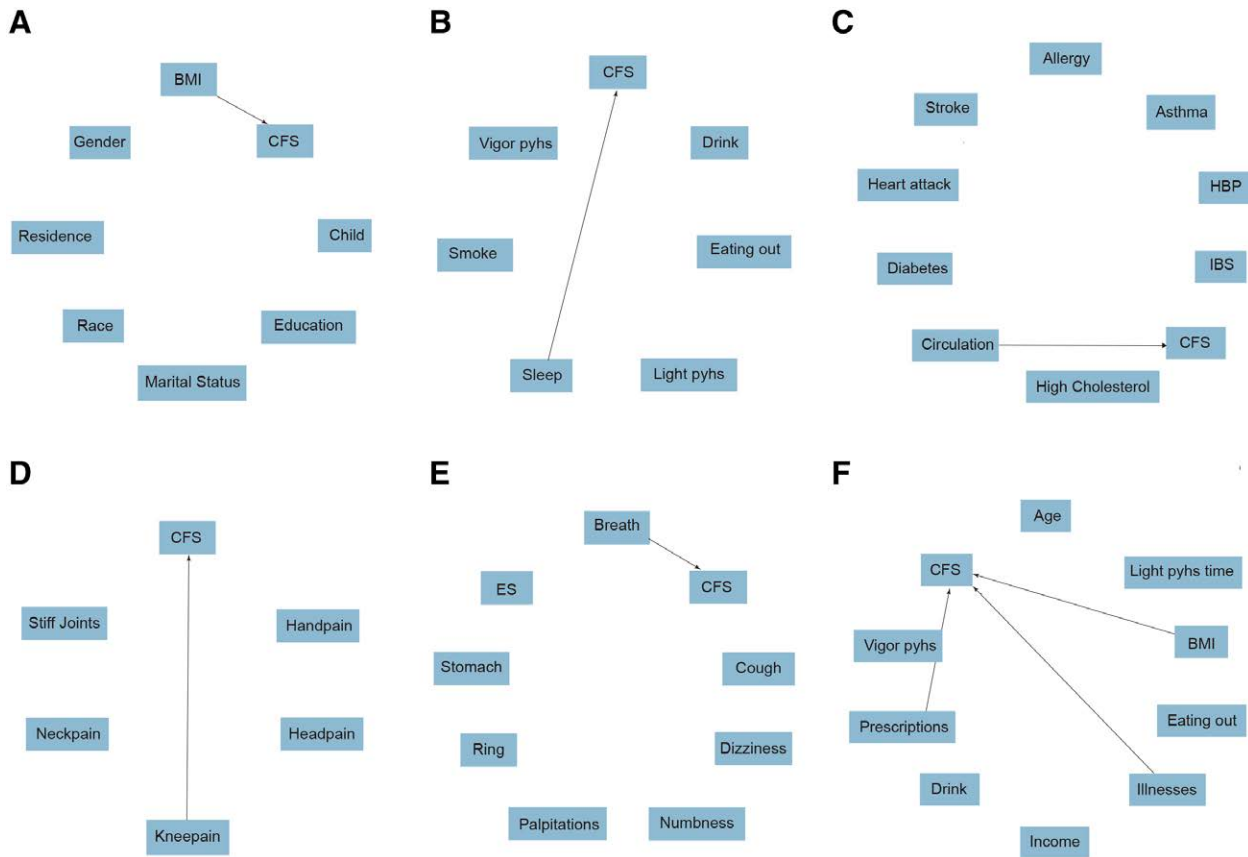 A
BMI
CFS
Gender
Residence
Child
Race
Education
Marital Status
B
CFS
Vigor pyhs
Drink
Smoke
Eating out
Sleep
Light pyhs
C
Allergy
Stroke
Asthma
Heart attack
HBP
Diabetes
IBS
Circulation
CFS
High Cholesterol
D
CFS
Stiff Joints
Handpain
Neckpain
Headpain
Kneepain
E
Breath
ES
CFS
Stomach
Cough
Ring
Dizziness
Palpitations
Numbness
F
Age
CFS
Light pyhs time
Vigor pyhs
BMI
Prescriptions
Eating out
Drink
Illnesses
Income